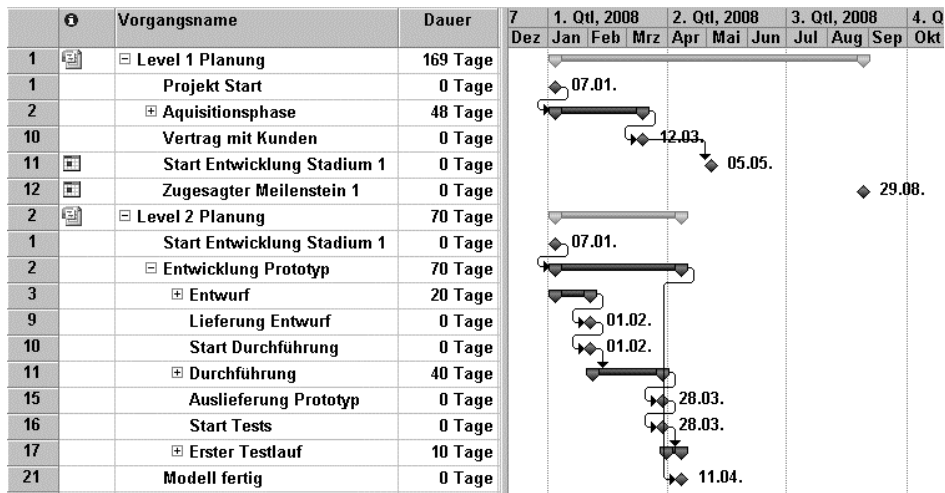 Vorgangsname Dauer 7 1. Qtl, 2008 2. Qtl, 2008 3. Qtl, 2008 4. Q
Dez Jan Feb Mrz Apr Mai Jun Jul Aug Sep Okt
1 Level 1 Planung 169 Tage
1 Projekt Start 0 Tage 07.01.
2 Aquisitionsphase 48 Tage
10 Vertrag mit Kunden 0 Tage 12.03.
11 Start Entwicklung Stadium 1 0 Tage 05.05.
12 Zugesagter Meilenstein 1 0 Tage 29.08.
2 Level 2 Planung 70 Tage
1 Start Entwicklung Stadium 1 0 Tage 07.01.
2 Entwicklung Prototyp 70 Tage
3 Entwurf 20 Tage
9 Lieferung Entwurf 0 Tage 01.02.
10 Start Durchführung 0 Tage 01.02.
11 Durchführung 40 Tage
15 Auslieferung Prototyp 0 Tage 28.03.
16 Start Tests 0 Tage 28.03.
17 Erster Testlauf 10 Tage
21 Modell fertig 0 Tage 11.04.